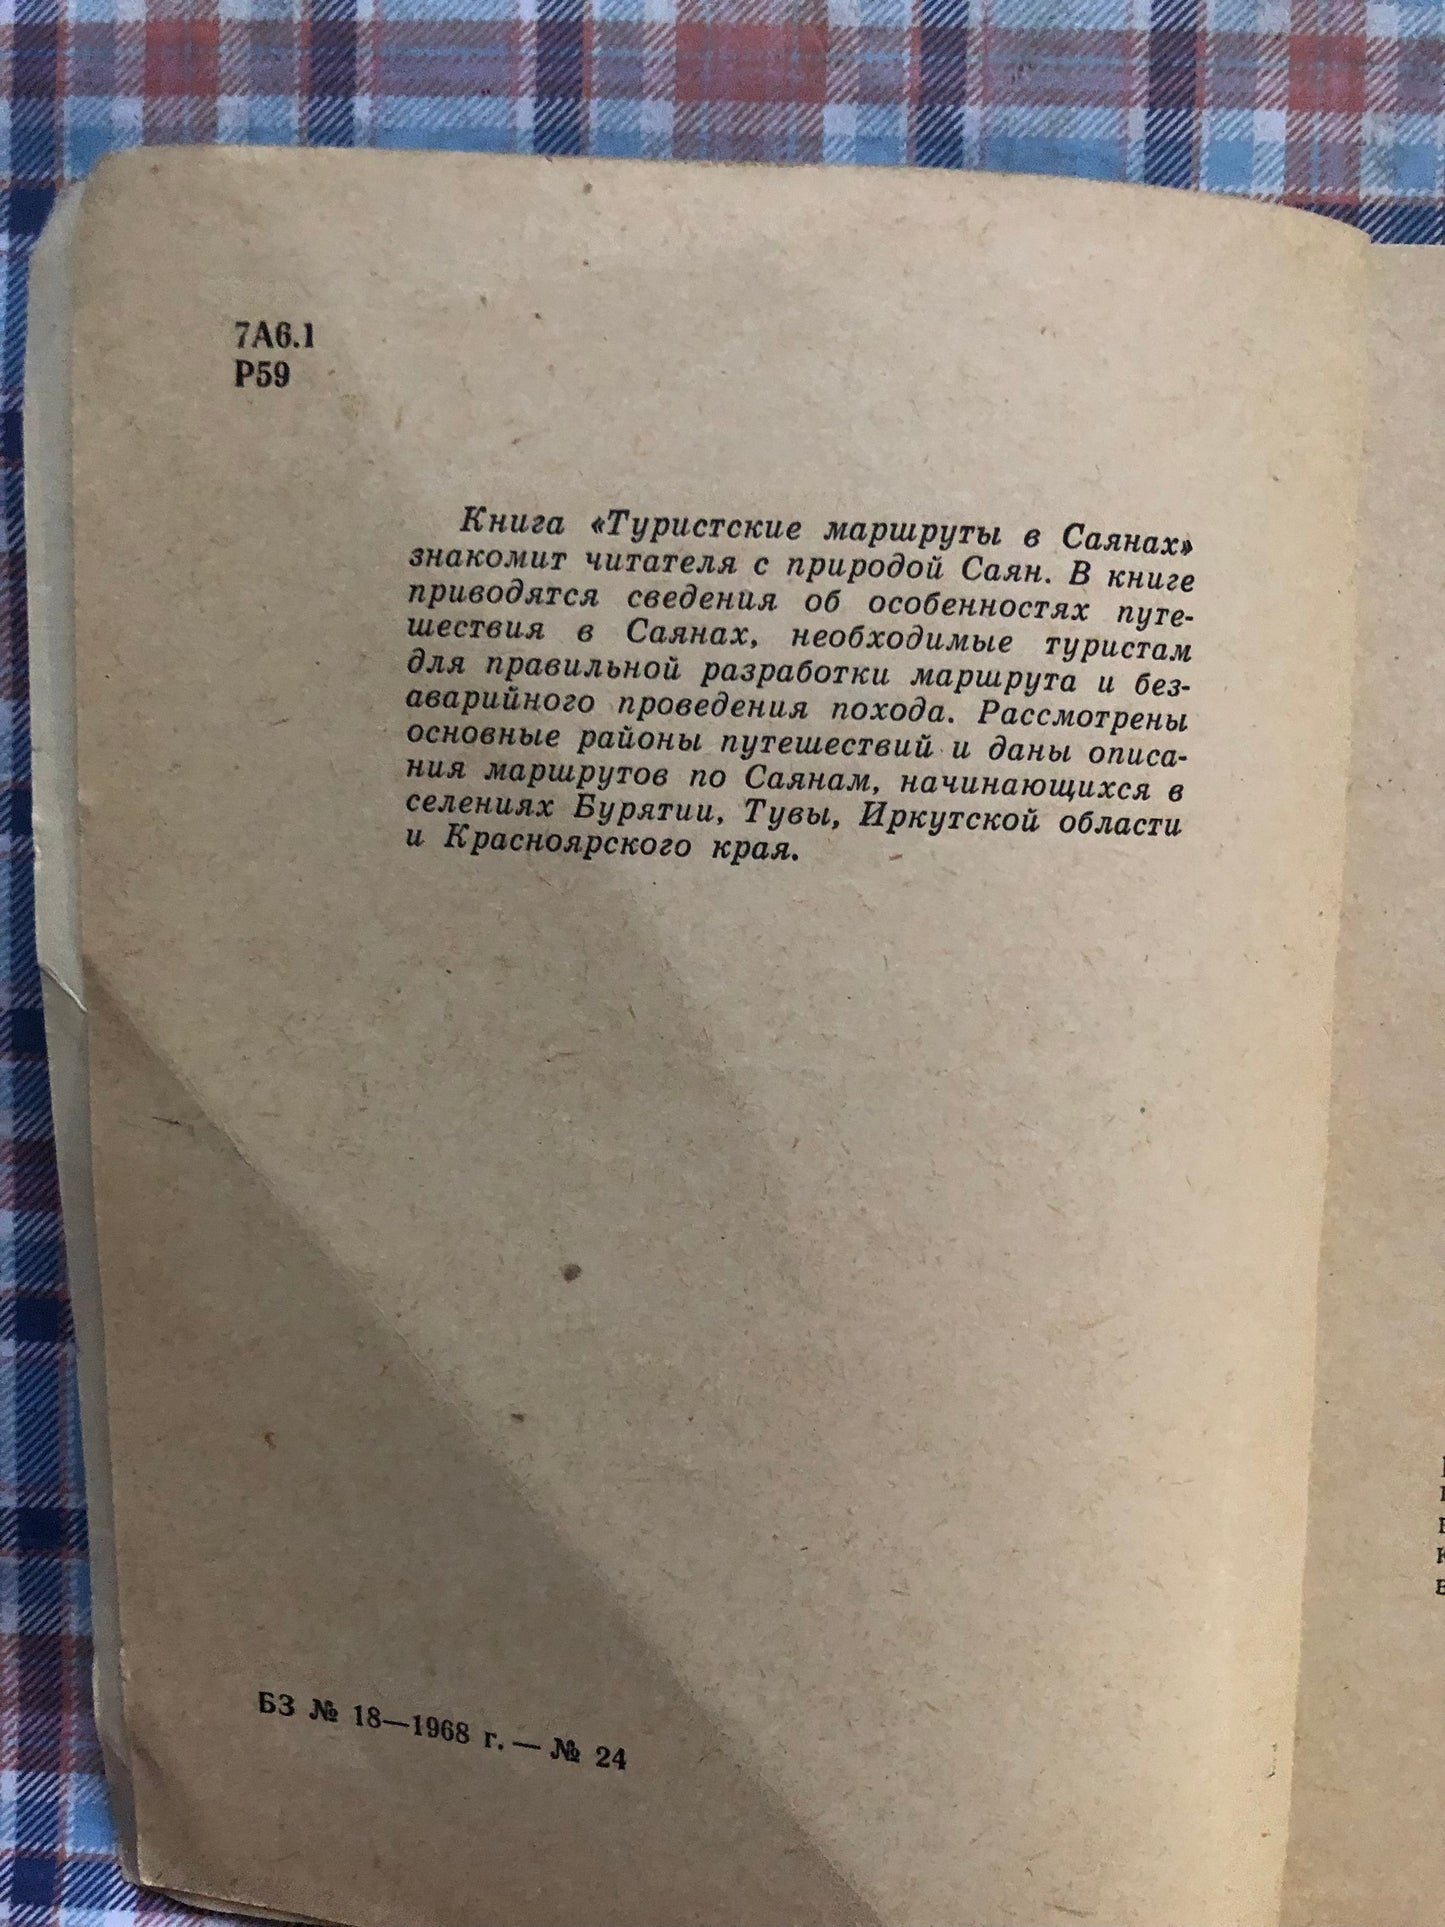 7А6.1
Р59
Книга «Туристские маршруты в Саянах»
знакомит читателя с природой Саян. В книге
приводятся сведения об особенностях путе-
шествия в Саянах, необходимые туристам
для правильной разработки маршрута и без-
аварийного проведения похода. Рассмотрены
основные районы путешествий и даны описа-
ния маршрутов по Саянам, начинающихся в
селениях Бурятии, Тувы, Иркутской области
и Красноярского края.
БЗ № 18—1968 г. — № 24